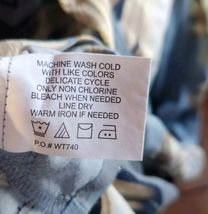 MACHINE WASH COLD
WITH LIKE COLORS
DELICATE CYCLE
ONLY NON CHLORINE
BLEACH WHEN NEEDED
LINE DRY
WARM IRON IF NEEDED
P.O.# WT740